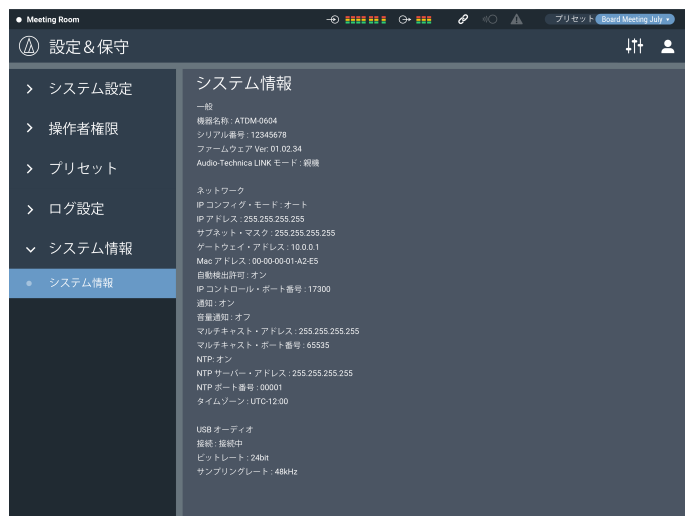 Meeting Room
プリセット Board Meeting July
設定＆保守
システム設定
操作者権限
プリセット
ログ設定
システム情報
システム情報
システム情報
一般
機器名称 : ATDM-0604
シリアル番号 : 12345678
ファームウェア Ver: 01.02.34
Audio-Technica LINK モード : 親機
ネットワーク
IP コンフィグ・モード : オート
IP アドレス : 255.255.255.255
サブネット・マスク : 255.255.255.255
ゲートウェイ・アドレス : 10.0.0.1
Mac アドレス : 00-00-00-01-A2-E5
自動検出許可 : オン
IP コントロール・ポート番号 : 17300
通知 : オン
音量通知 : オフ
マルチキャスト・アドレス : 255.255.255.255
マルチキャスト・ポート番号 : 65535
NTP: オン
NTP サーバー・アドレス : 255.255.255.255
NTP ポート番号 : 00001
タイムゾーン : UTC-12:00
USB オーディオ
接続 : 接続中
ビットレート : 24bit
サンプリングレート : 48kHz